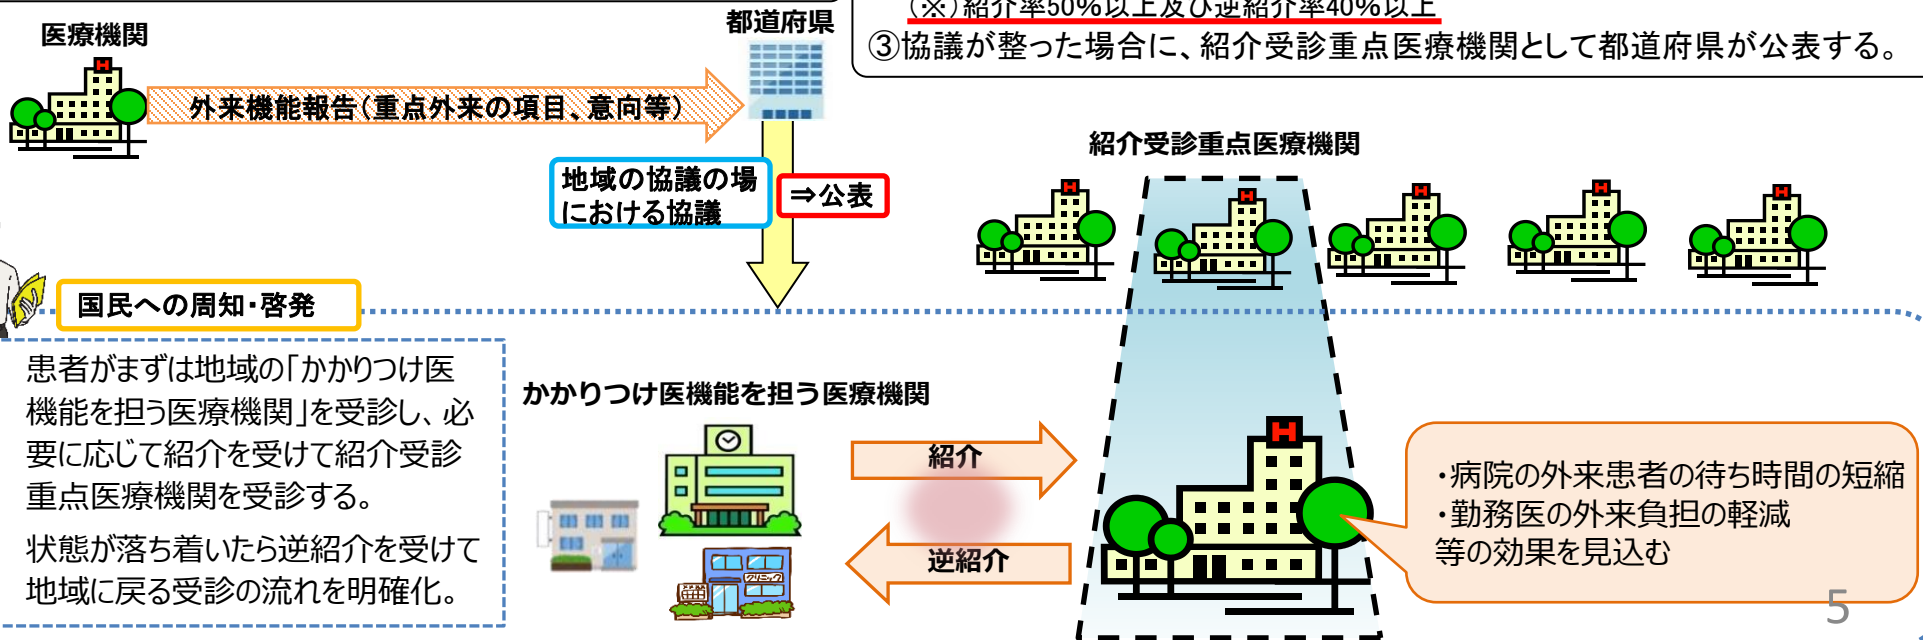 (※)紹介率50%以上及び逆紹介率40%以上
③協議が整った場合に、紹介受診重点医療機関として都道府県が公表する。
都道府県
医療機関
外来機能報告(重点外来の項目、意向等)
地域の協議の場
における協議
⇒公表
紹介受診重点医療機関
国民への周知・啓発
患者がまずは地域の「かかりつけ医
機能を担う医療機関」を受診し、必
要に応じて紹介を受けて紹介受診
重点医療機関を受診する。
状態が落ち着いたら逆紹介を受けて
地域に戻る受診の流れを明確化。
かかりつけ医機能を担う医療機関
紹介
逆紹介
クリニック
・病院の外来患者の待ち時間の短縮
・勤務医の外来負担の軽減
等の効果を見込む
5